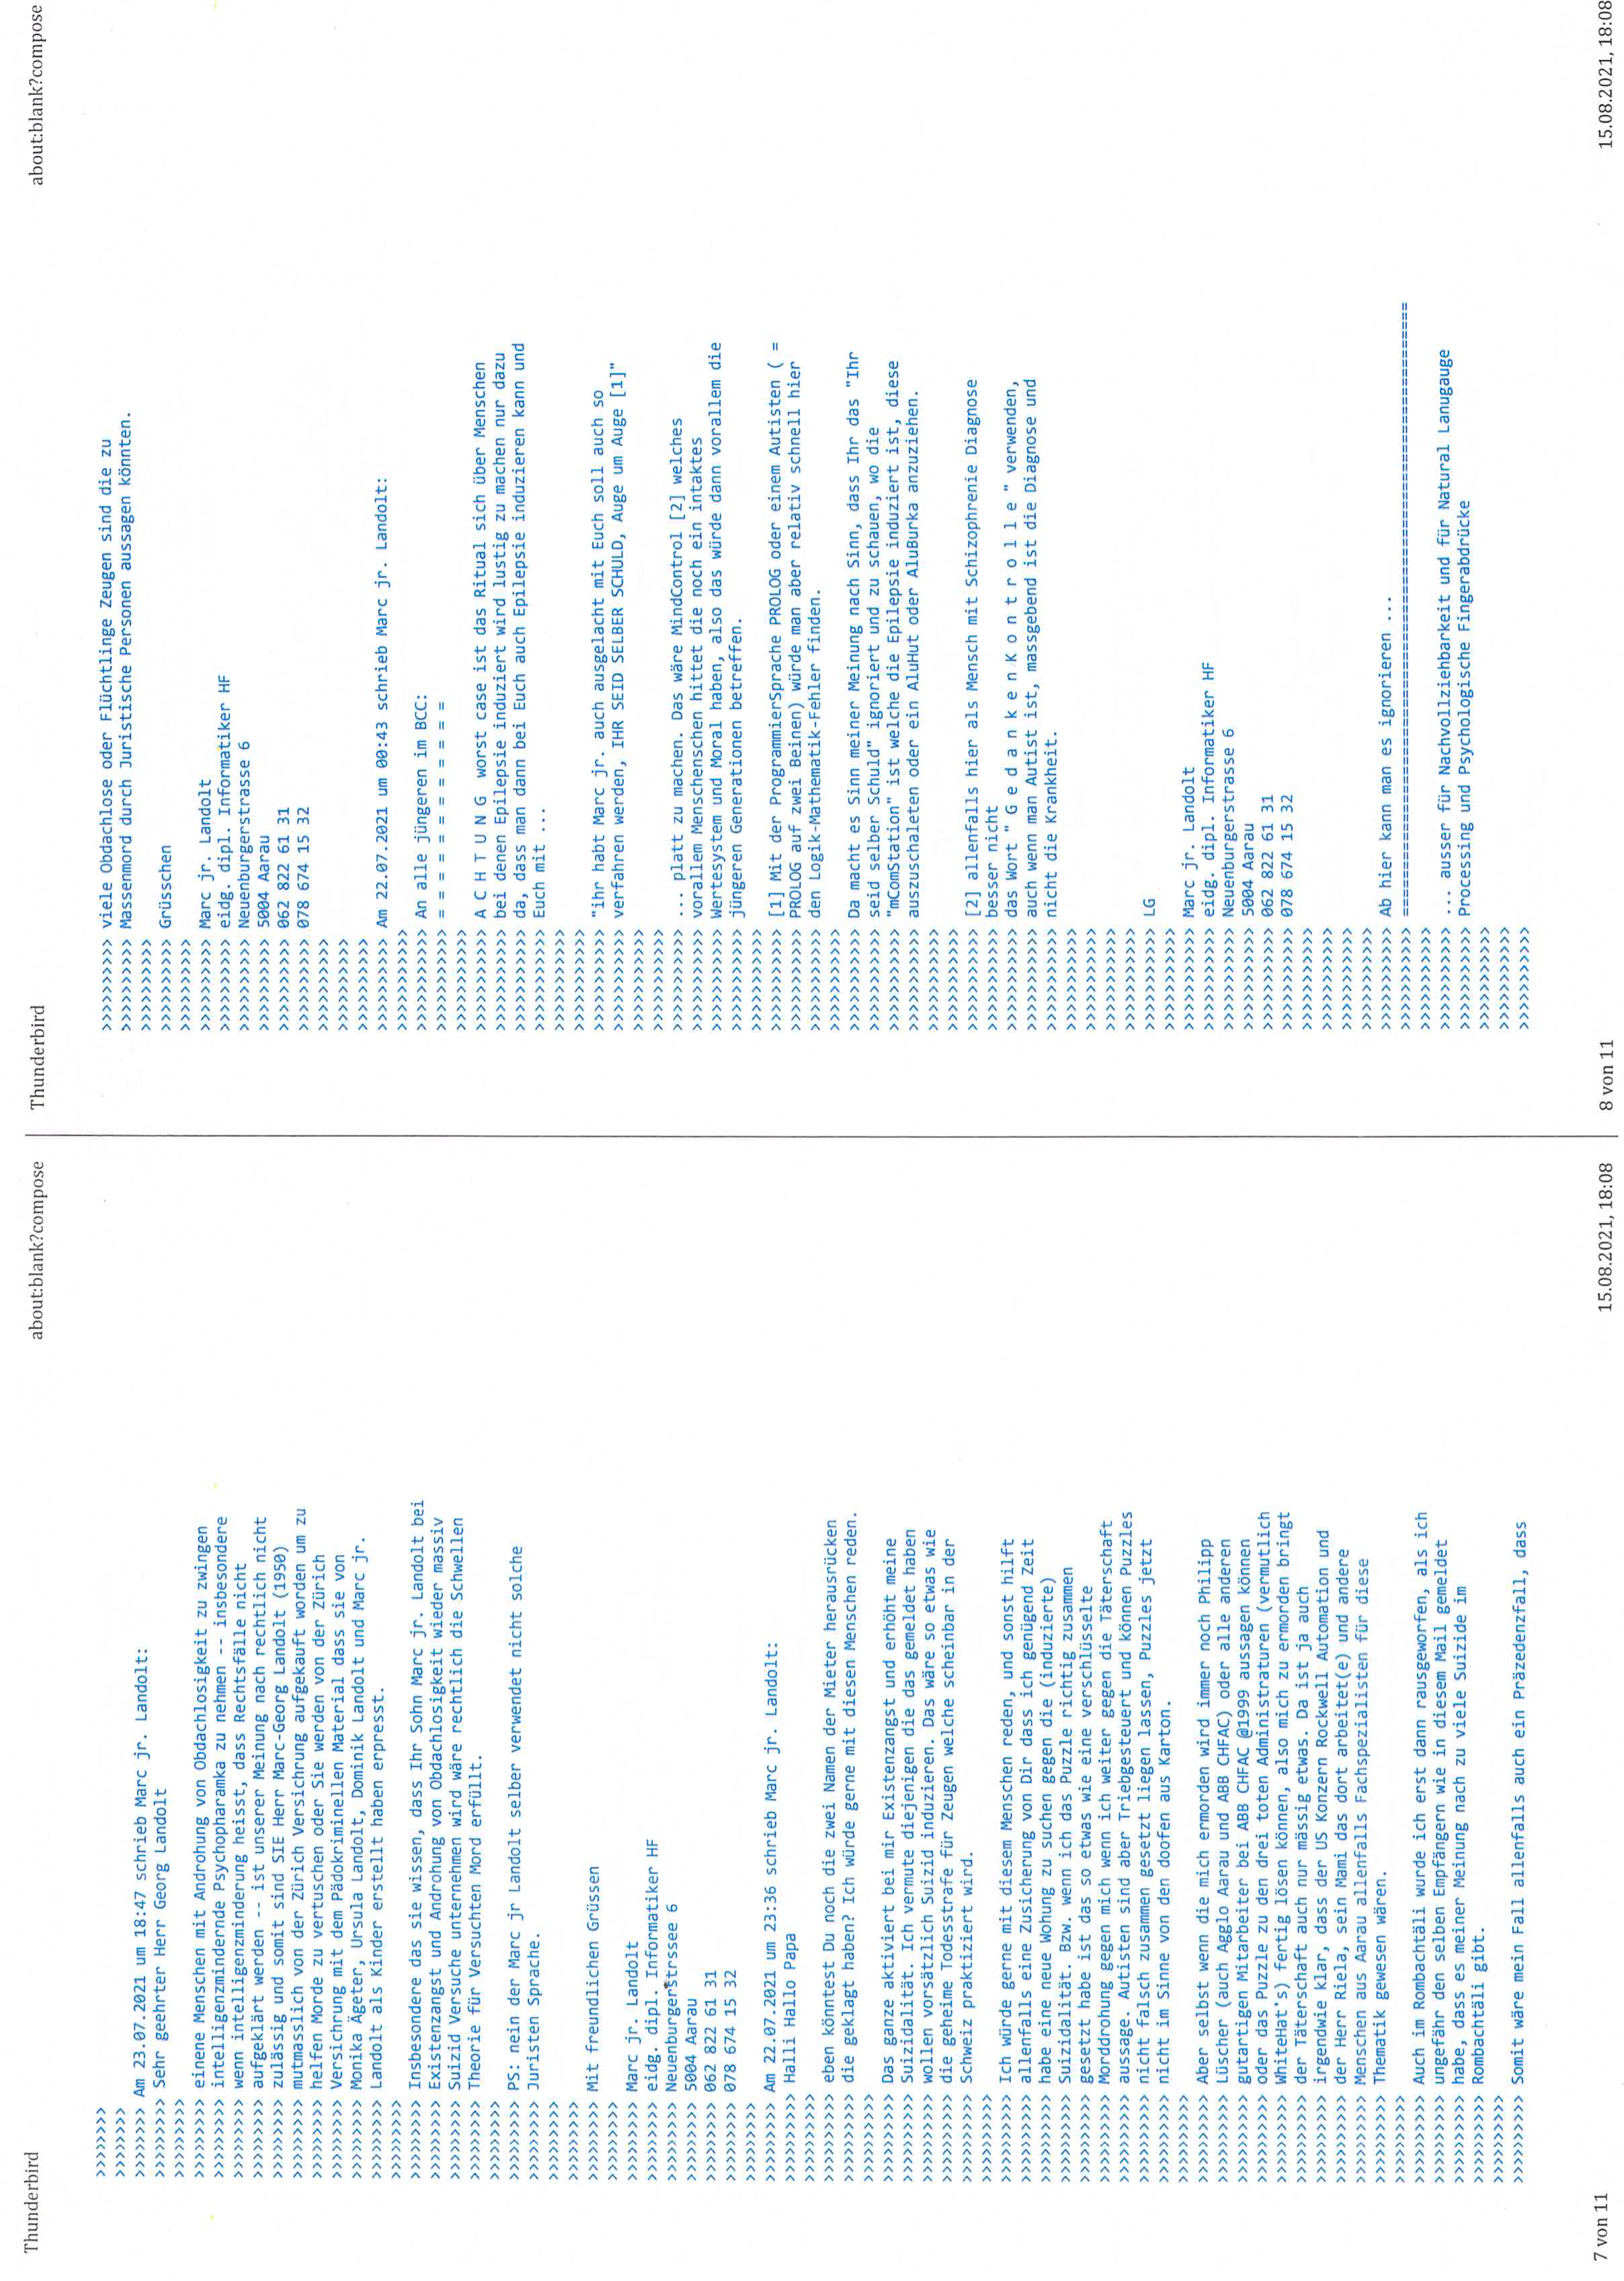 Thunderbird about:blank?compose
>>>>>>>>
>>>>>>>>
>>>>>>>> Am 23.07.2021 um 18:47 schrieb Marc jr. Landolt:
>>>>>>>>> Sehr geehrter Herr Georg Landolt
>>>>>>>>>
>>>>>>>>> einene Menschen mit Androhung von Obdachlosigkeit zu zwingen
>>>>>>>>> intelligenzmindernde Psychopharamka zu nehmen -- insbesondere
>>>>>>>>> wenn intelligenzminderung heisst, dass Rechtsfälle nicht
>>>>>>>>> aufgeklärt werden -- ist unserer Meinung nach rechtlich nicht
>>>>>>>>> zulässig und somit sind SIE Herr Marc-Georg Landolt (1950)
>>>>>>>>> mutmasslich von der Zürich Versichrung aufgekauft worden um zu
>>>>>>>>> helfen Morde zu vertuschen oder Sie werden von der Zürich
>>>>>>>>> Versichrung mit dem Pädokriminellen Material dass sie von
>>>>>>>>> Monika Ägeter, Ursula Landolt, Dominik Landolt und Marc jr.
>>>>>>>>> Landolt als Kinder erstellt haben erpresst.
>>>>>>>>>
>>>>>>>>> Insbesondere das sie wissen, dass Ihr Sohn Marc jr. Landolt bei
>>>>>>>>> Existenzangst und Androhung von Obdachlosigkeit wieder massiv
>>>>>>>>> Suizid Versuche unternehmen wird wäre rechtlich die Schwellen
>>>>>>>>> Theorie für Versuchten Mord erfüllt.
>>>>>>>>>
>>>>>>>>> PS: nein der Marc jr Landolt selber verwendet nicht solche
>>>>>>>>> Juristen Sprache.
>>>>>>>>>
>>>>>>>>>
>>>>>>>>> Mit freundlichen Grüssen
>>>>>>>>>
>>>>>>>>> Marc jr. Landolt
>>>>>>>>> eidg. dipl. Informatiker HF
>>>>>>>>> Neuenburgerstrssee 6
>>>>>>>>> 5004 Aarau
>>>>>>>>> 062 822 61 31
>>>>>>>>> 078 674 15 32
>>>>>>>>>
>>>>>>>>> Am 22.07.2021 um 23:36 schrieb Marc jr. Landolt:
>>>>>>>>>> Halli Hallo Papa
>>>>>>>>>>
>>>>>>>>>> eben könntest Du noch die zwei Namen der Mieter herausrücken
>>>>>>>>>> die geklagt haben? Ich würde gerne mit diesen Menschen reden.
>>>>>>>>>>
>>>>>>>>>> Das ganze aktiviert bei mir Existenzangst und erhöht meine
>>>>>>>>>> Suizidalität. Ich vermute diejenigen die das gemeldet haben
>>>>>>>>>> wollen vorsätzlich Suizid induzieren. Das wäre so etwas wie
>>>>>>>>>> die geheime Todesstrafe für Zeugen welche scheinbar in der
>>>>>>>>>> Schweiz praktiziert wird.
>>>>>>>>>>
>>>>>>>>>> Ich würde gerne mit diesem Menschen reden, und sonst hilft
>>>>>>>>>> allenfalls eine Zusicherung von Dir dass ich genügend Zeit
>>>>>>>>>> habe eine neue Wohung zu suchen gegen die (induzierte)
>>>>>>>>>> Suizidalität. Bzw. wenn ich das Puzzle richtig zusammen
>>>>>>>>>> gesetzt habe ist das so etwas wie eine verschlüsselte
>>>>>>>>>> Morddrohung gegen mich wenn ich weiter gegen die Täterschaft
>>>>>>>>>> aussage. Autisten sind aber Triebgesteuert und können Puzzles
>>>>>>>>>> nicht falsch zusammen gesetzt liegen lassen, Puzzles jetzt
>>>>>>>>>> nicht im Sinne von den doofen aus Karton.
>>>>>>>>>>
>>>>>>>>>> Aber selbst wenn die mich ermorden wird immer noch Philipp
>>>>>>>>>> Lüscher (auch Agglo Aarau und ABB CHFAC) oder alle anderen
>>>>>>>>>> gutartigen Mitarbeiter bei ABB CHFAC @1999 aussagen können
>>>>>>>>>> oder das Puzzle zu den drei toten Administraturen (vermutlich
>>>>>>>>>> WhiteHat's) fertig lösen können, also mich zu ermorden bringt
>>>>>>>>>> der Täterschaft auch nur mässig etwas. Da ist ja auch
>>>>>>>>>> irgendwie klar, dass der US Konzern Rockwell Automation und
>>>>>>>>>> der Herr Riela, sein Mami das dort arbeitet(e) und andere
>>>>>>>>>> Menschen aus Aarau allenfalls Fachspezialisten für diese
>>>>>>>>>> Thematik gewesen wären.
>>>>>>>>>>
>>>>>>>>>> Auch im Rombachtäli wurde ich erst dann rausgeworfen, als ich
>>>>>>>>>> ungefähr den selben Empfängern wie in diesem Mail gemeldet
>>>>>>>>>> habe, dass es meiner Meinung nach zu viele Suizide im
>>>>>>>>>> Rombachtäli gibt.
>>>>>>>>>>
>>>>>>>>>> Somit wäre mein Fall allenfalls auch ein Präzedenzfall, dass
7 von 11 15.08.2021, 18:08
Thunderbird about:blank?compose
>>>>>>>>>> viele Obdachlose oder Flüchtlinge Zeugen sind die zu
>>>>>>>>>> Massenmord durch Juristische Personen aussagen könnten.
>>>>>>>>>>
>>>>>>>>>> Grüsschen
>>>>>>>>>>
>>>>>>>>>> Marc jr. Landolt
>>>>>>>>>> eidg. dipl. Informatiker HF
>>>>>>>>>> Neuenburgerstrasse 6
>>>>>>>>>> 5004 Aarau
>>>>>>>>>> 062 822 61 31
>>>>>>>>>> 078 674 15 32
>>>>>>>>>>
>>>>>>>>>>
>>>>>>>>>>
>>>>>>>>>> Am 22.07.2021 um 00:43 schrieb Marc jr. Landolt:
>>>>>>>>>>>
>>>>>>>>>>> An alle jüngeren im BCC:
>>>>>>>>>>> = = = = = = = = = = = =
>>>>>>>>>>>
>>>>>>>>>>> A C H T U N G worst case ist das Ritual sich über Menschen
>>>>>>>>>>> bei denen Epilepsie induziert wird lustig zu machen nur dazu
>>>>>>>>>>> da, dass man dann bei Euch auch Epilepsie induzieren kann und
>>>>>>>>>>> Euch mit ...
>>>>>>>>>>>
>>>>>>>>>>>
>>>>>>>>>>> "ihr habt Marc jr. auch ausgelacht mit Euch soll auch so
>>>>>>>>>>> verfahren werden, IHR SEID SELBER SCHULD, Auge um Auge [1]"
>>>>>>>>>>>
>>>>>>>>>>>
>>>>>>>>>>> ... platt zu machen. Das wäre MindControl [2] welches
>>>>>>>>>>> vorallem Menschenschen hittet die noch ein intaktes
>>>>>>>>>>> Wertesystem und Moral haben, also das würde dann vorallem die
>>>>>>>>>>> jüngeren Generationen betreffen.
>>>>>>>>>>>
>>>>>>>>>>> [1] Mit der ProgrammierSprache PROLOG oder einem Autisten ( =
>>>>>>>>>>> PROLOG auf zwei Beinen) würde man aber relativ schnell hier
>>>>>>>>>>> den Logik-Mathematik-Fehler finden.
>>>>>>>>>>>
>>>>>>>>>>> Da macht es Sinn meiner Meinung nach Sinn, dass Ihr das "Ihr
>>>>>>>>>>> seid selber Schuld" ignoriert und zu schauen, wo die
>>>>>>>>>>> "mComStation" ist welche die Epilepsie induziert ist, diese
>>>>>>>>>>> auszuschaleten oder ein AluHut oder AluBurka anzuziehen.
>>>>>>>>>>>
>>>>>>>>>>>
>>>>>>>>>>> [2] allenfalls hier als Mensch mit Schizophrenie Diagnose
>>>>>>>>>>> besser nicht
>>>>>>>>>>> das Wort " G e d a n k e n K o n t r o l l e " verwenden,
>>>>>>>>>>> auch wenn man Autist ist, massgebend ist die Diagnose und
>>>>>>>>>>> nicht die Krankheit.
>>>>>>>>>>>
>>>>>>>>>>>
>>>>>>>>>>>
>>>>>>>>>>>
>>>>>>>>>>> LG
>>>>>>>>>>>
>>>>>>>>>>> Marc jr. Landolt
>>>>>>>>>>> eidg. dipl. Informatiker HF
>>>>>>>>>>> Neuenburgerstrasse 6
>>>>>>>>>>> 5004 Aarau
>>>>>>>>>>> 062 822 61 31
>>>>>>>>>>> 078 674 15 32
>>>>>>>>>>>
>>>>>>>>>>>
>>>>>>>>>>>
>>>>>>>>>>>
>>>>>>>>>>> Ab hier kann man es ignorieren ...
>>>>>>>>>>> ================================================================
>>>>>>>>>>>
>>>>>>>>>>> ... ausser für Nachvollziehbarkeit und für Natural Lanugauge
>>>>>>>>>>> Processing und Psychologische Fingerabdrücke
>>>>>>>>>>>
>>>>>>>>>>>
>>>>>>>>>>>
8 von 11 15.08.2021, 18:08